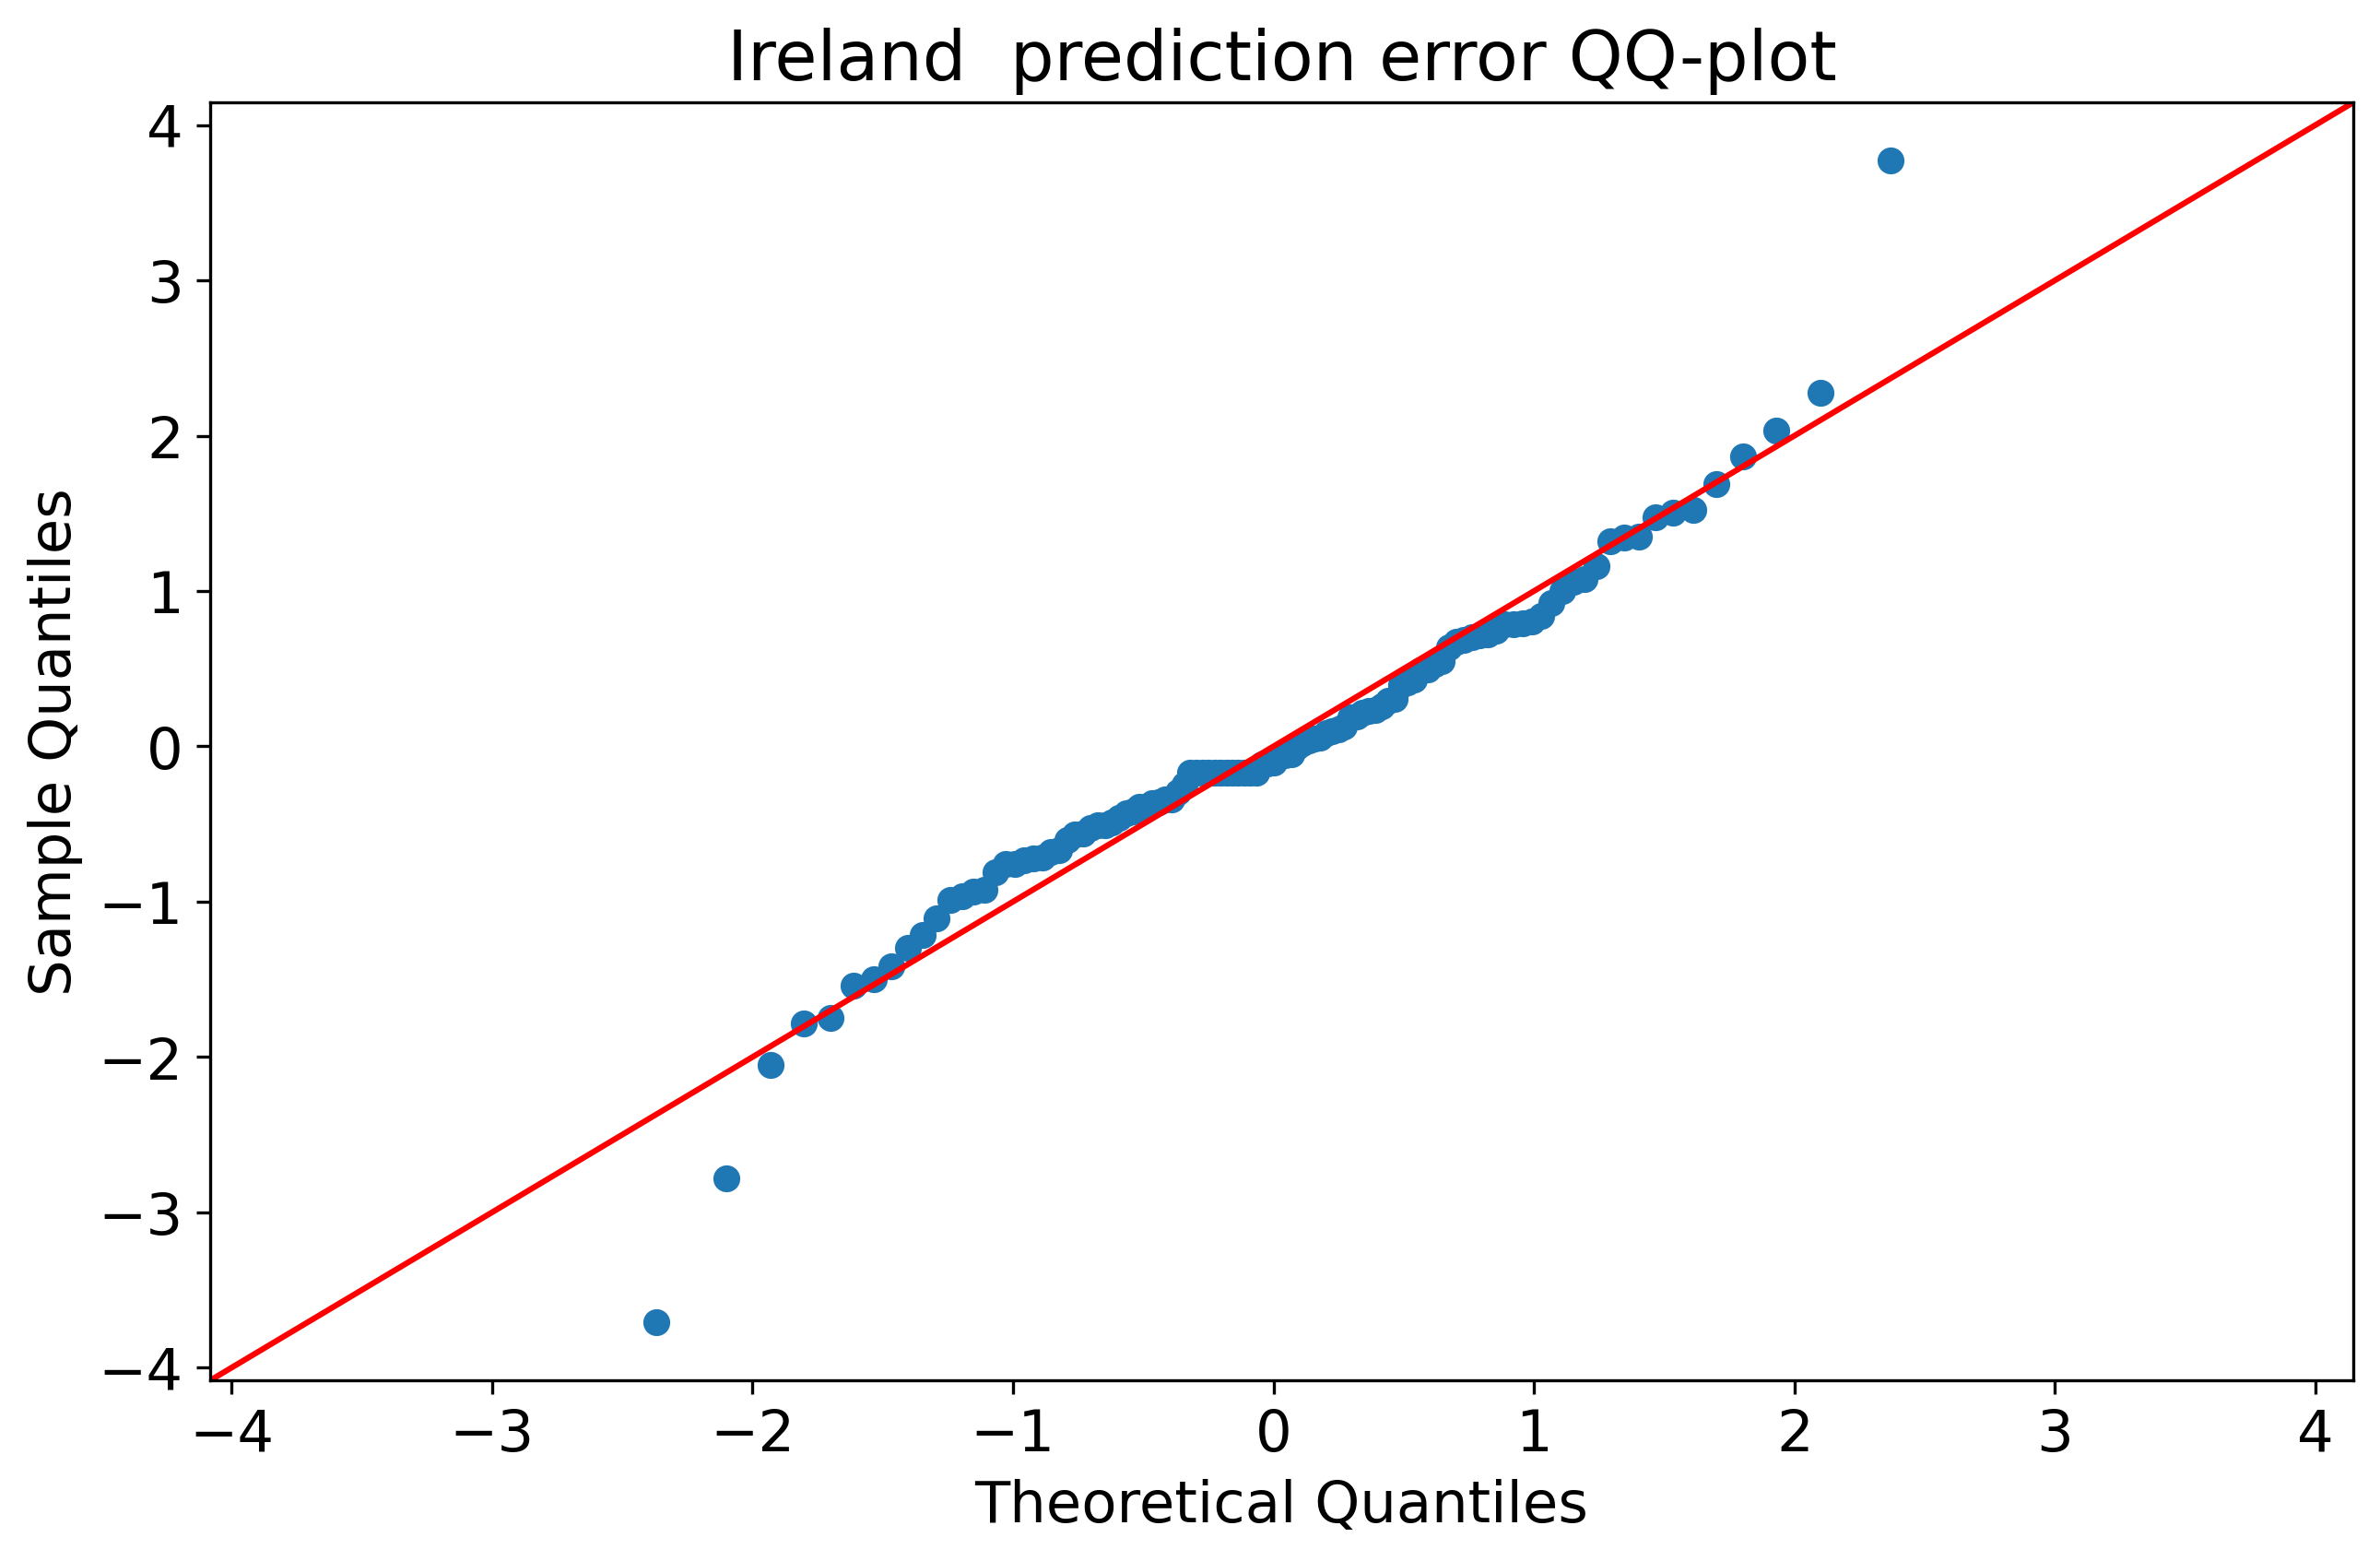 Ireland  prediction error QQ-plot
4
3
2
1
0
−1
−2
−3
−4
Sample Quantiles
−4 −3 −2 −1 0 1 2 3 4
Theoretical Quantiles